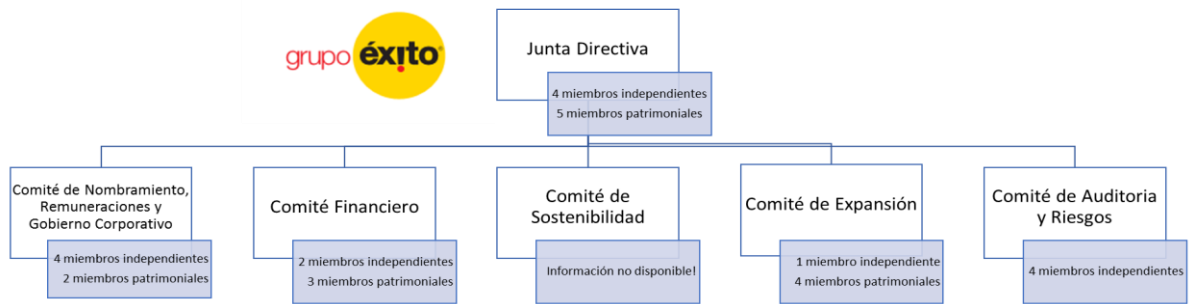 grupo éxito
Junta Directiva
4 miembros independientes
5 miembros patrimoniales
Comité de Nombramiento,
Remuneraciones y
Gobierno Corporativo
4 miembros independientes
2 miembros patrimoniales
Comité Financiero
2 miembros independientes
3 miembros patrimoniales
Comité de
Sostenibilidad
Información no disponible!
Comité de Expansión
1 miembro independiente
4 miembros patrimoniales
Comité de Auditoria
y Riesgos
4 miembros independientes